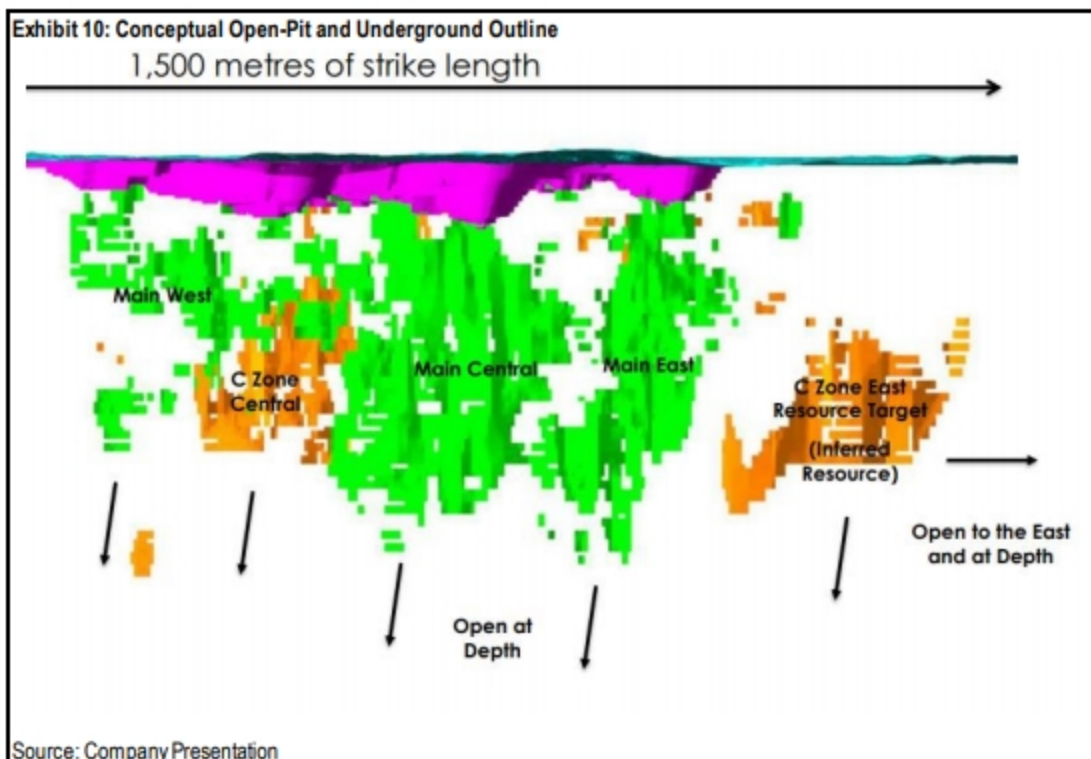 Exhibit 10: Conceptual Open-Pit and Underground Outline
1,500 metres of strike length
Main West
C Zone
Central
Main Central
Main East
C Zone East
Resource Target
(Inferred
Resource)
Open to the East
and at Depth
Open at
Depth
Source: Company Presentation